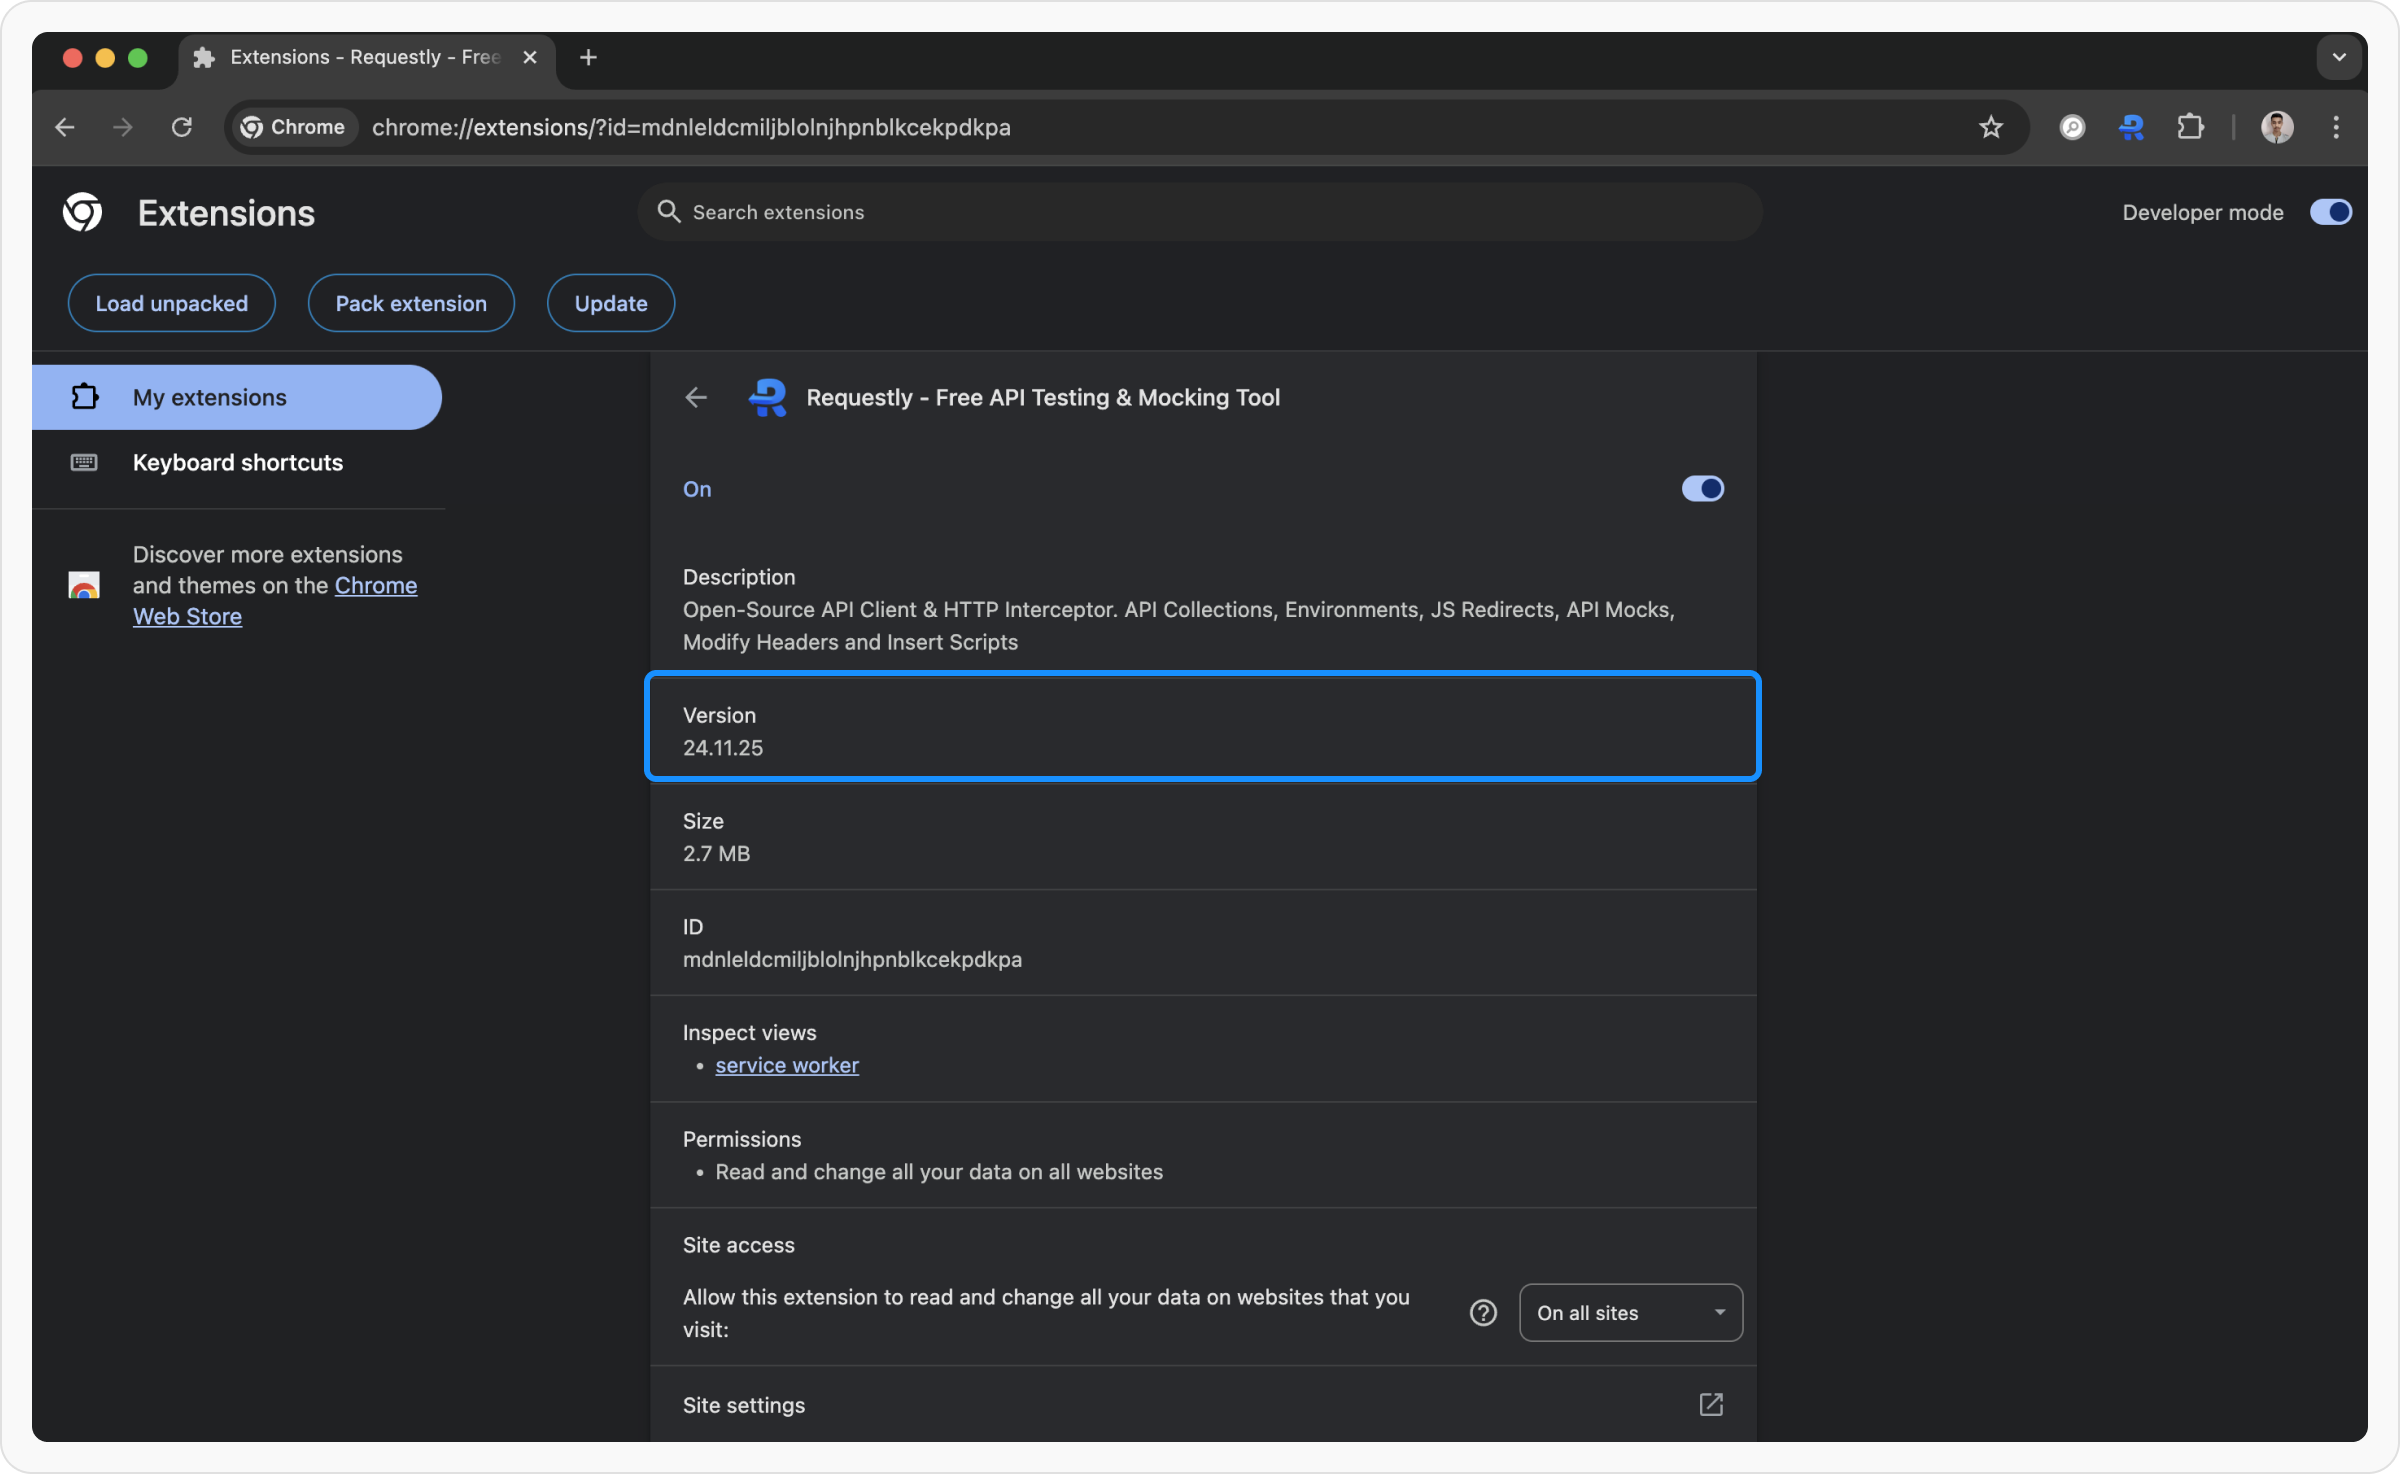 Extensions - Requestly - Free
Chrome
chrome://extensions/?id=mdnleldcmiljblolnjhpnblkcekpdkpa
Extensions
Search extensions
Developer mode
Load unpacked
Pack extension
Update
My extensions
Keyboard shortcuts
Discover more extensions
and themes on the Chrome
Web Store
Requestly - Free API Testing & Mocking Tool
On
Description
Open-Source API Client & HTTP Interceptor. API Collections, Environments, JS Redirects, API Mocks,
Modify Headers and Insert Scripts
Version
24.11.25
Size
2.7 MB
ID
mdnleldcmiljblolnjhpnblkcekpdkpa
Inspect views
• service worker
Permissions
• Read and change all your data on all websites
Site access
Allow this extension to read and change all your data on websites that you
visit:
On all sites
Site settings